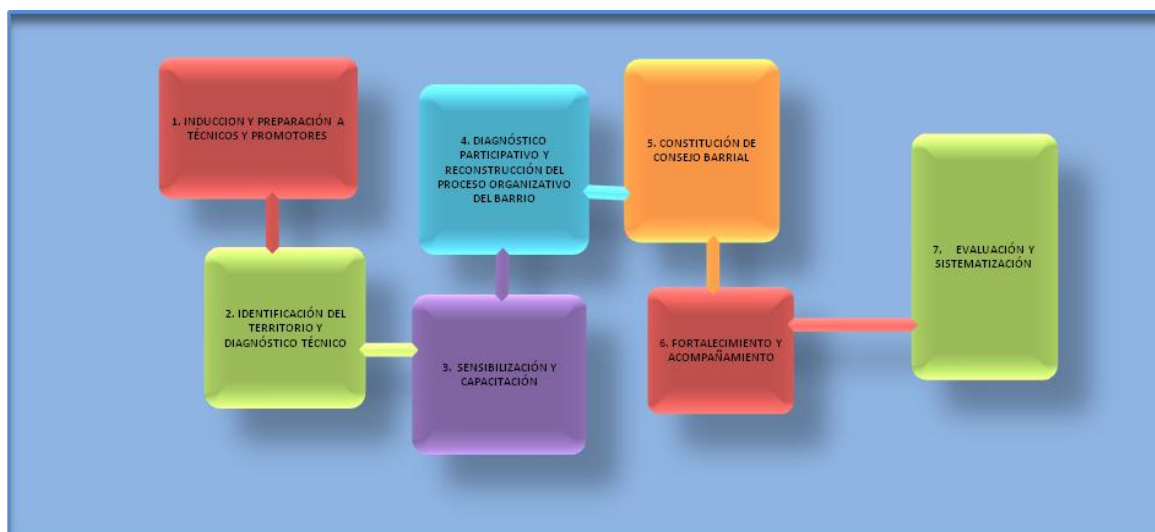 1. INDUCCION Y PREPARACIÓN A
TÉCNICOS Y PROMOTORES
2. IDENTIFICACIÓN DEL
TERRITORIO Y
DIAGNÓSTICO TÉCNICO
3. SENSIBILIZACIÓN Y
CAPACITACIÓN
4. DIAGNÓSTICO
PARTICIPATIVO Y
RECONSTRUCCIÓN DEL
PROCESO ORGANIZATIVO
DEL BARRIO
5. CONSTITUCIÓN DE
CONSEJO BARRIAL
6. FORTALECIMIENTO Y
ACOMPAÑAMIENTO
7. EVALUACIÓN Y
SISTEMATIZACIÓN